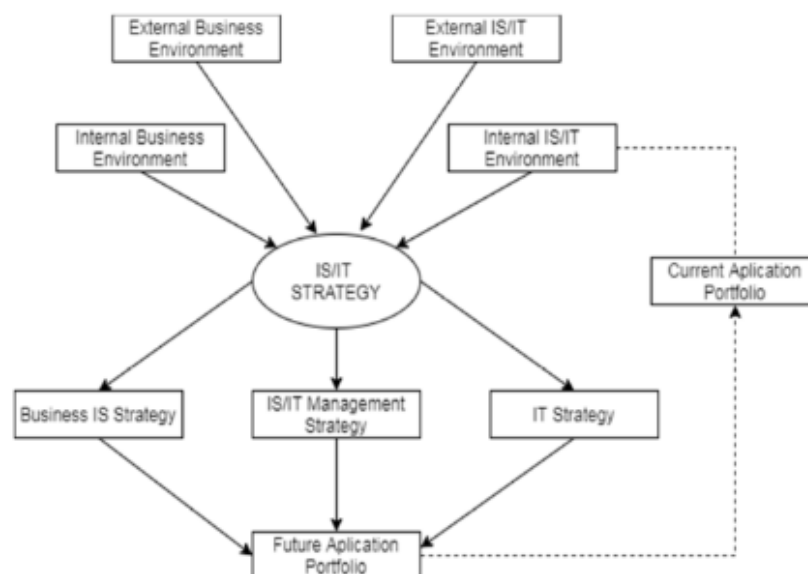 External Business
Environment
External IS/IT
Environment
Internal Business
Environment
Internal IS/IT
Environment
IS/IT
STRATEGY
Current Aplication
Portfolio
Business IS Strategy
IS/IT Management
Strategy
IT Strategy
Future Aplication
Portfolio